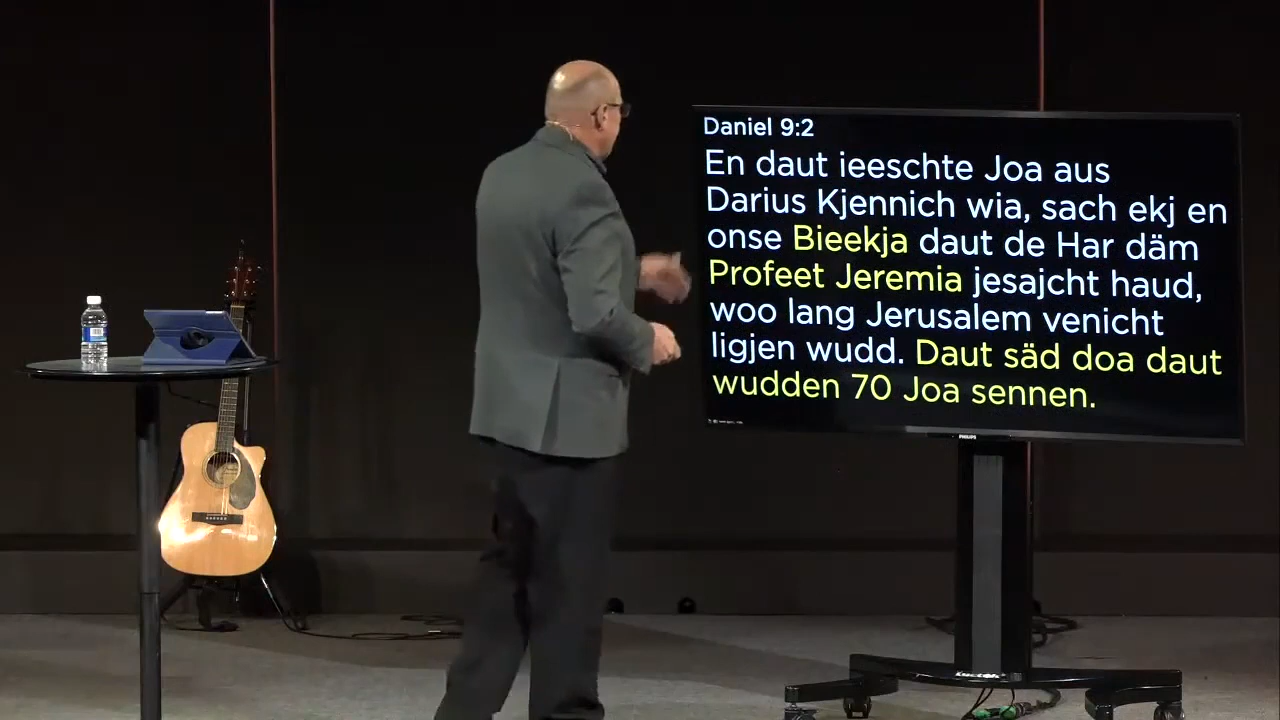 Daniel 9:2
En daut ieeschte Joa aus
Darius Kjennich wia, sach ekj en
onse Bieekja daut de Har däm
Profeet Jeremia jesajcht haud,
woo lang Jerusalem venicht
ligjen wudd. Daut säd doa daut
wudden 70 Joa sennen.
PHILIPS